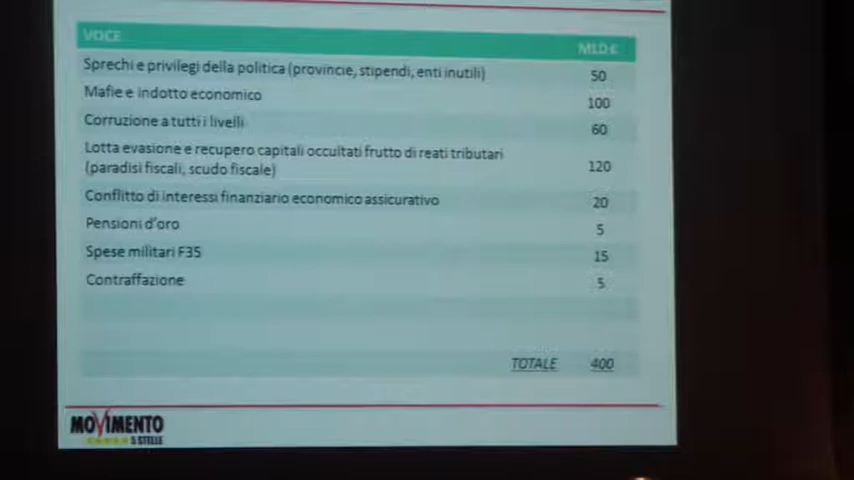 VOCE MLD €
Sprechi e privilegi della politica (provincie, stipendi, enti inutili) 50
Mafie e indotto economico 100
Corruzione a tutti i livelli 60
Lotta evasione e recupero capitali occultati frutto di reati tributari
(paradisi fiscali, scudo fiscale) 120
Conflitto di interessi finanziario economico assicurativo 20
Pensioni d'oro 5
Spese militari F35 15
Contraffazione 5
TOTALE 400
MOVIMENTO
5 STELLE